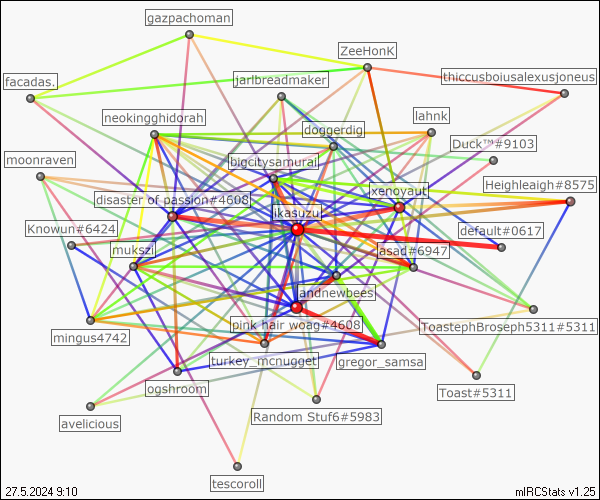 gazpachoman
ZeeHonK
thiccusboiusalexusjoneus
facadas.
jarlbreadmaker
neokingghidorah
lahnk
doggerdig
Duck™#9103
moonraven
bigcitysamurai
Heighleaigh#8575
xenoyaut
disaster of passion#4608
ikasuzu
Knowun#6424
default#0617
mukszi
asad#6947
andnewbees
pink hair woag#4608
ToastephBroseph5311#5311
mingus4742
turkey_mcnugget
gregor_samsa
ogshroom
Toast#5311
avelicious
Random Stuf6#5983
tescoroll
27.5.2024 9:10
mIRCStats v1.25